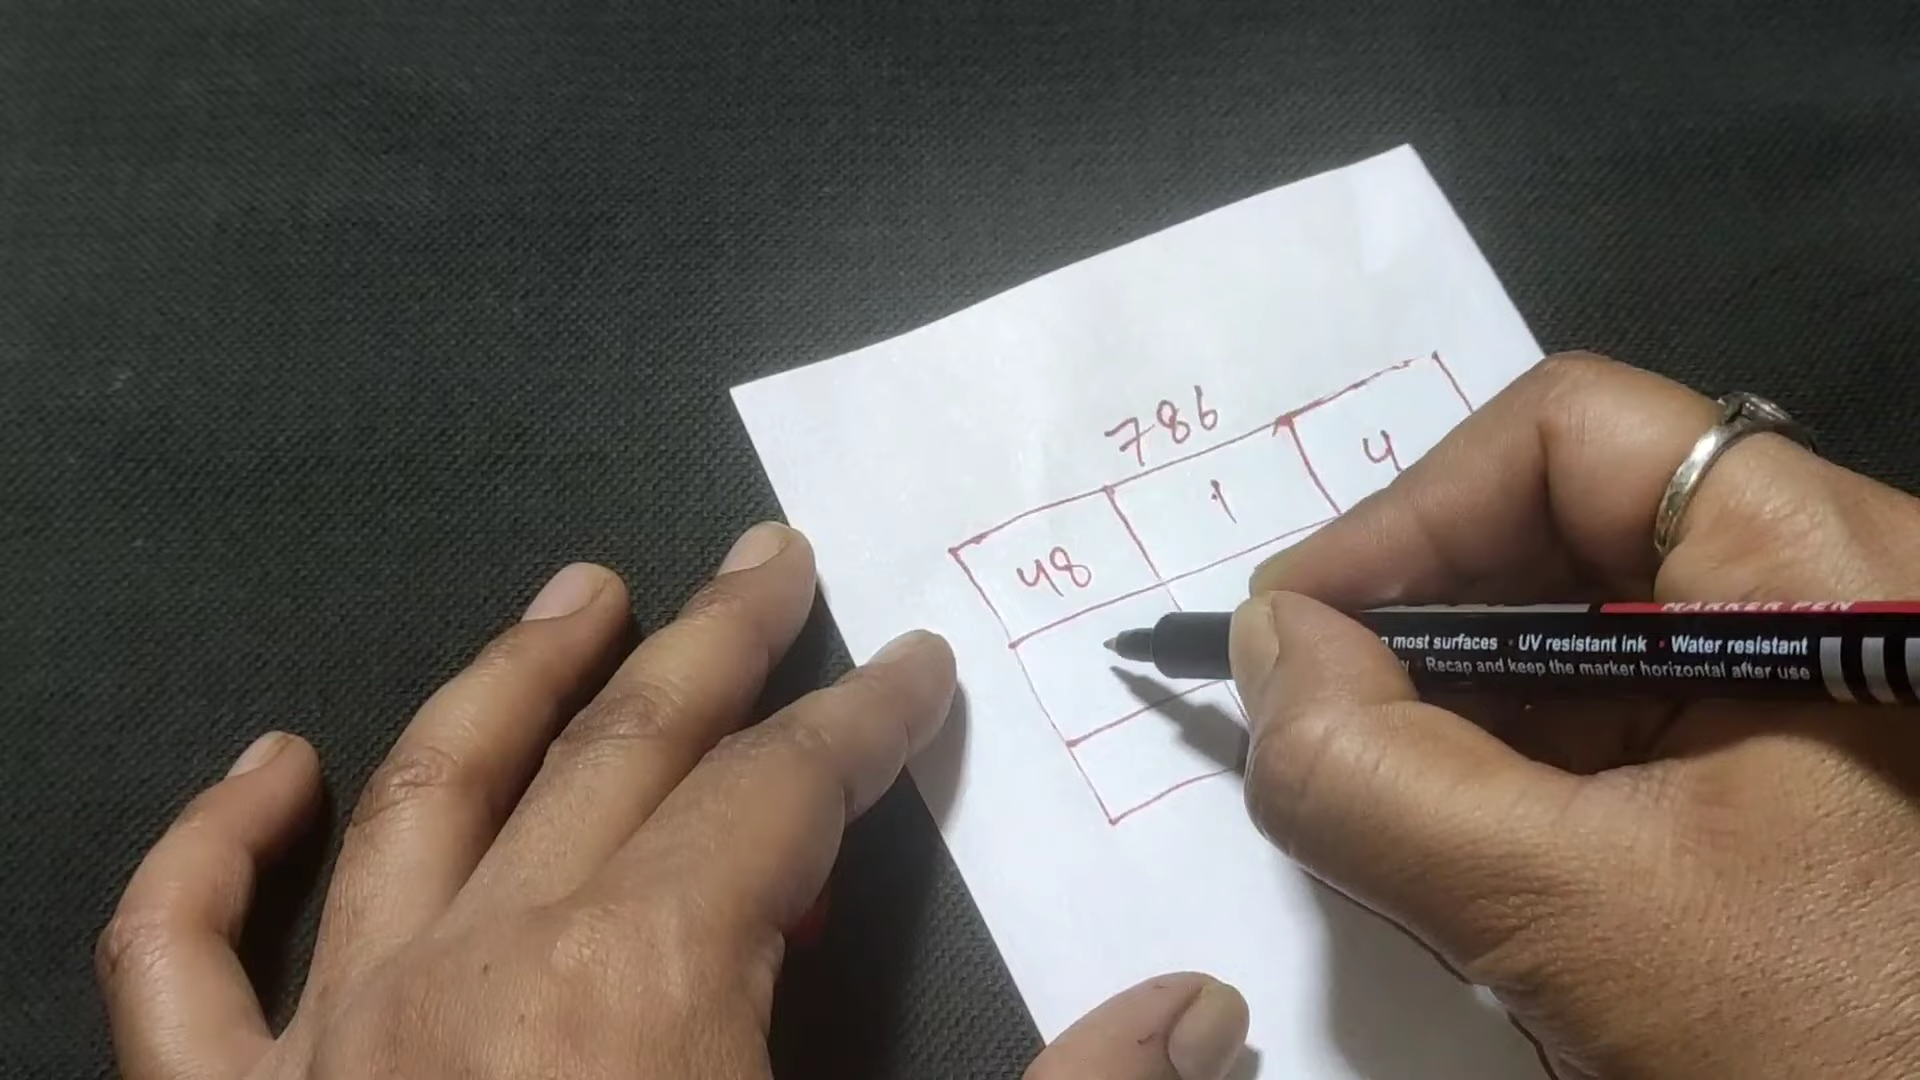 786
48 1 4
MARKER PEN
most surfaces • UV resistant ink • Water resistant
• Recap and keep the marker horizontal after use